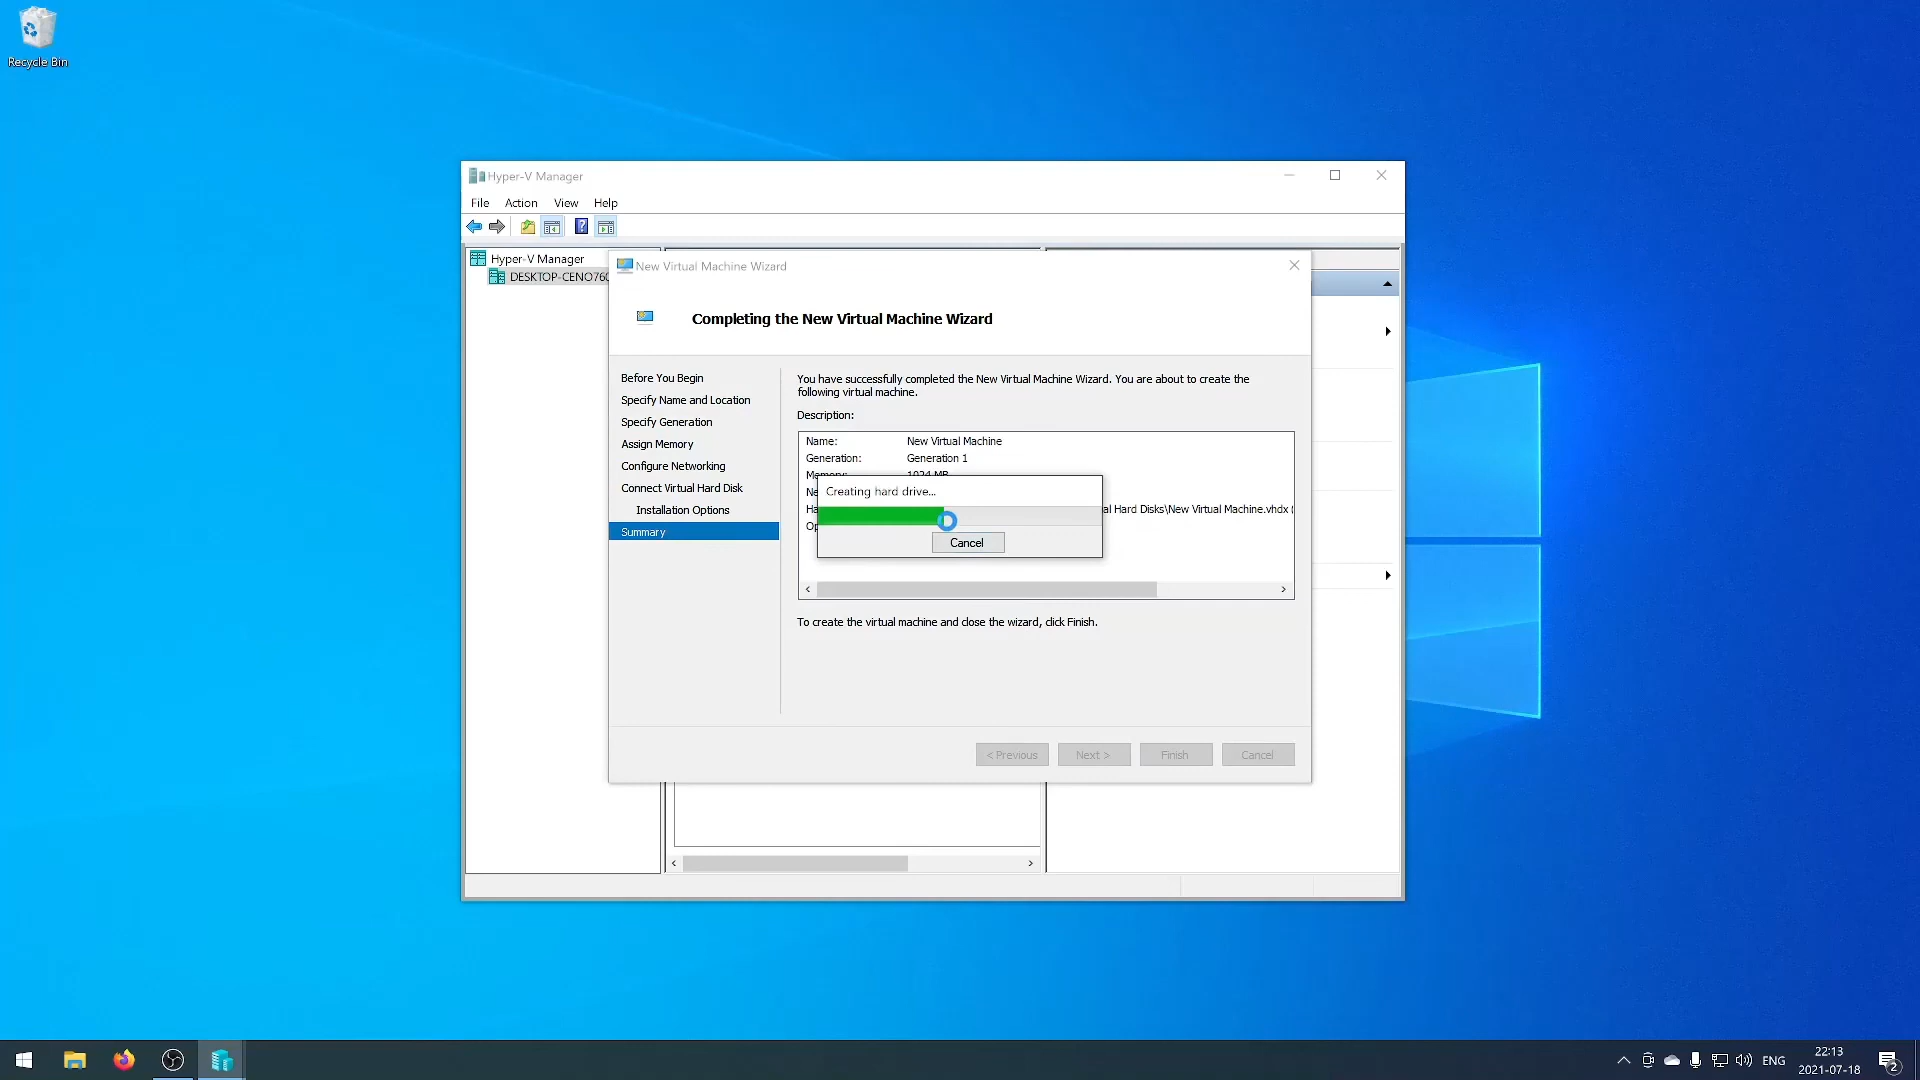 Recycle Bin
Hyper-V Manager
File Action View Help
Hyper-V Manager
DESKTOP-CENO760
New Virtual Machine Wizard
Completing the New Virtual Machine Wizard
Before You Begin
Specify Name and Location
Specify Generation
Assign Memory
Configure Networking
Connect Virtual Hard Disk
Installation Options
Summary
You have successfully completed the New Virtual Machine Wizard. You are about to create the
following virtual machine.
Description:
Name: New Virtual Machine
Generation: Generation 1
Memory: 1024 MB
Creating hard drive...
al Hard Disks\New Virtual Machine.vhdx (
Cancel
To create the virtual machine and close the wizard, click Finish.
< Previous Next > Finish Cancel
ENG
22:13
2021-07-18
2